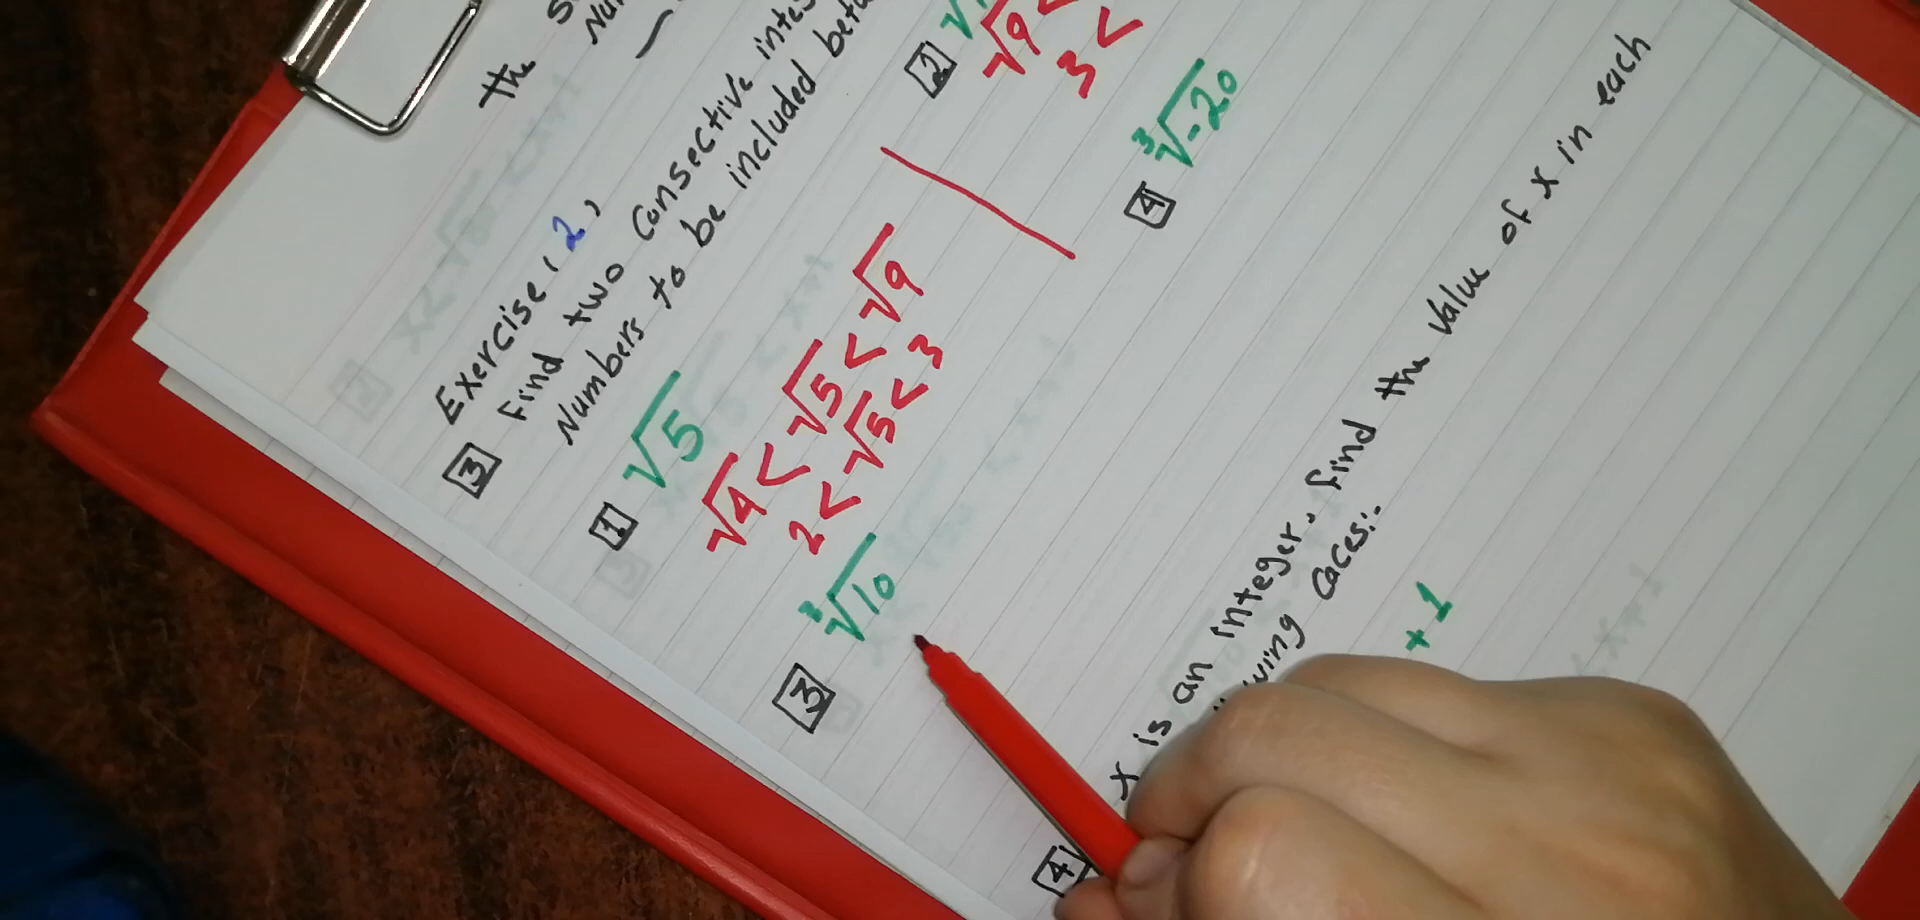 the
Exercise (2)
3 Find two Consective
Numbers to be included
1 √5
√4 < √5 < √9
2 < √5 < 3
2
√9 <
3 <
3 ³√10
4 ³√-20
4 x is an integer, find the value of x in each
Caces:-
+1